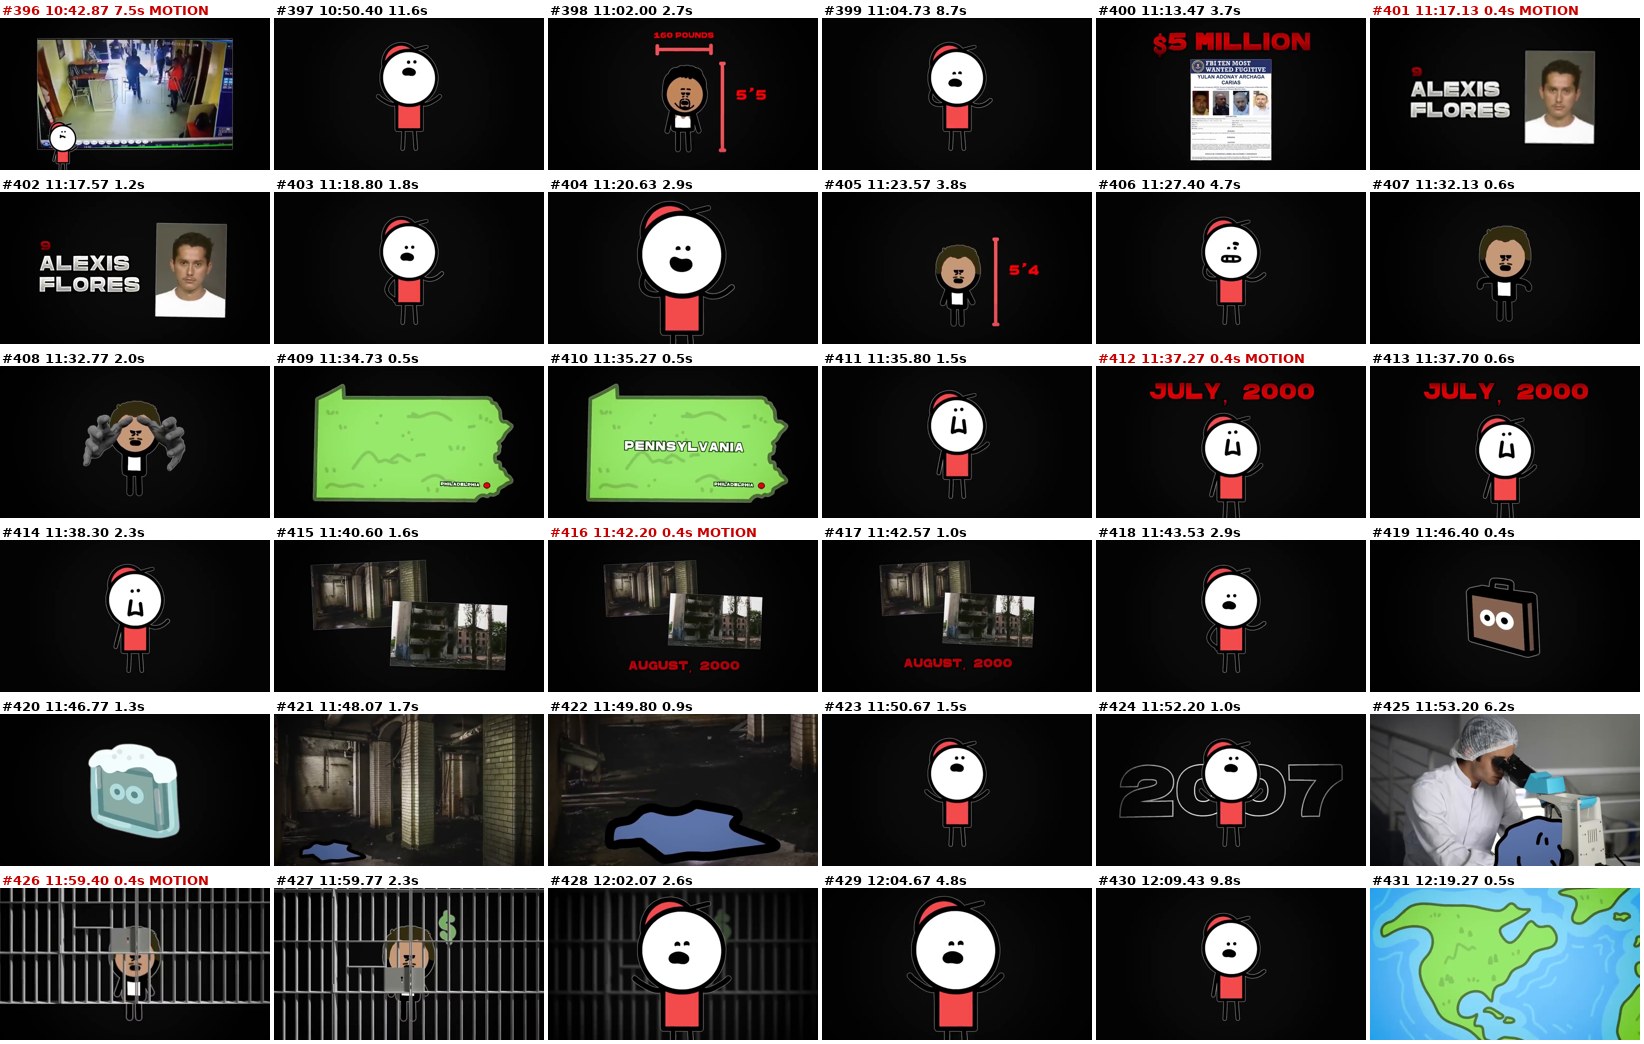 #396 10:42.87 7.5s MOTION
#397 10:50.40 11.6s
#398 11:02.00 2.7s
#399 11:04.73 8.7s
#400 11:13.47 3.7s
#401 11:17.13 0.4s MOTION
160 POUNDS
5'5
$5 MILLION
FBI TEN MOST
WANTED FUGITIVE
YULAN ADONAY ARCHAGA
CARIAS
9
ALEXIS
FLORES
#402 11:17.57 1.2s
#403 11:18.80 1.8s
#404 11:20.63 2.9s
#405 11:23.57 3.8s
#406 11:27.40 4.7s
#407 11:32.13 0.6s
9
ALEXIS
FLORES
5'4
#408 11:32.77 2.0s
#409 11:34.73 0.5s
#410 11:35.27 0.5s
#411 11:35.80 1.5s
#412 11:37.27 0.4s MOTION
#413 11:37.70 0.6s
PHILADELPHIA
PENNSYLVANIA
PHILADELPHIA
JULY, 2000
JULY, 2000
#414 11:38.30 2.3s
#415 11:40.60 1.6s
#416 11:42.20 0.4s MOTION
#417 11:42.57 1.0s
#418 11:43.53 2.9s
#419 11:46.40 0.4s
AUGUST, 2000
AUGUST, 2000
#420 11:46.77 1.3s
#421 11:48.07 1.7s
#422 11:49.80 0.9s
#423 11:50.67 1.5s
#424 11:52.20 1.0s
#425 11:53.20 6.2s
2007
#426 11:59.40 0.4s MOTION
#427 11:59.77 2.3s
#428 12:02.07 2.6s
#429 12:04.67 4.8s
#430 12:09.43 9.8s
#431 12:19.27 0.5s
$